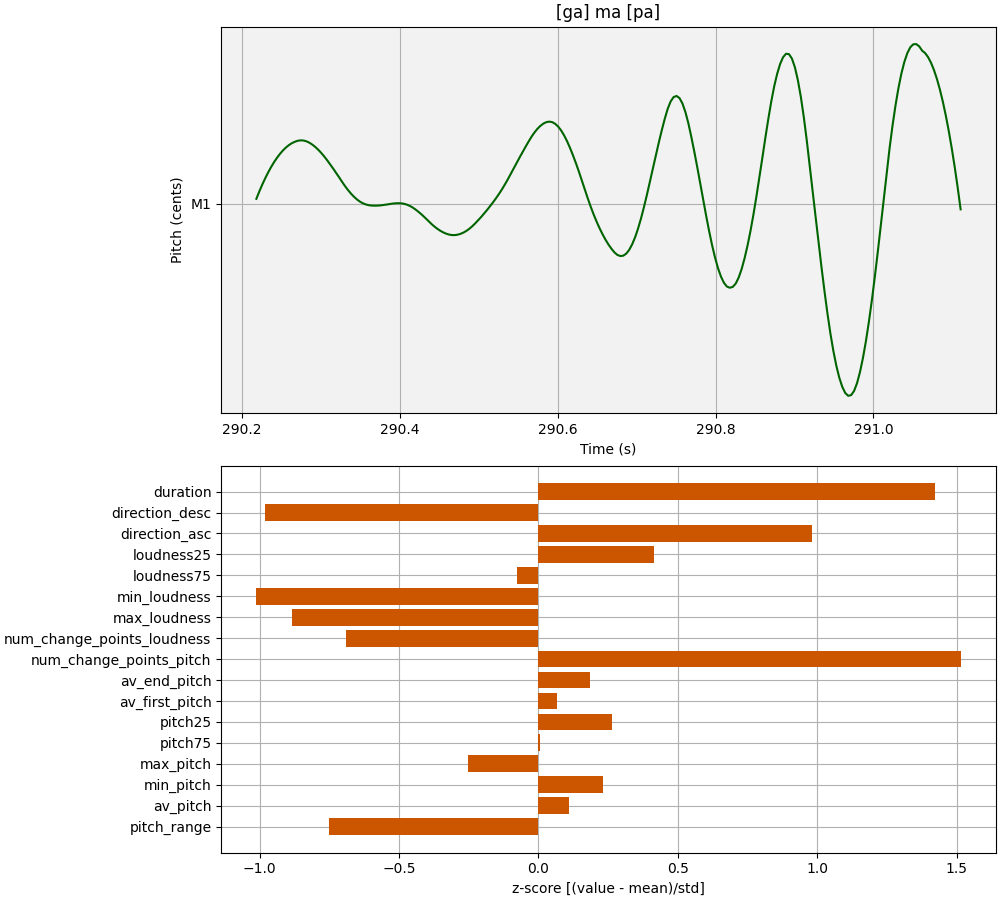 [ga] ma [pa]
Pitch (cents)
M1
290.2 290.4 290.6 290.8 291.0
Time (s)
duration
direction_desc
direction_asc
loudness25
loudness75
min_loudness
max_loudness
num_change_points_loudness
num_change_points_pitch
av_end_pitch
av_first_pitch
pitch25
pitch75
max_pitch
min_pitch
av_pitch
pitch_range
−1.0 −0.5 0.0 0.5 1.0 1.5
z-score [(value - mean)/std]